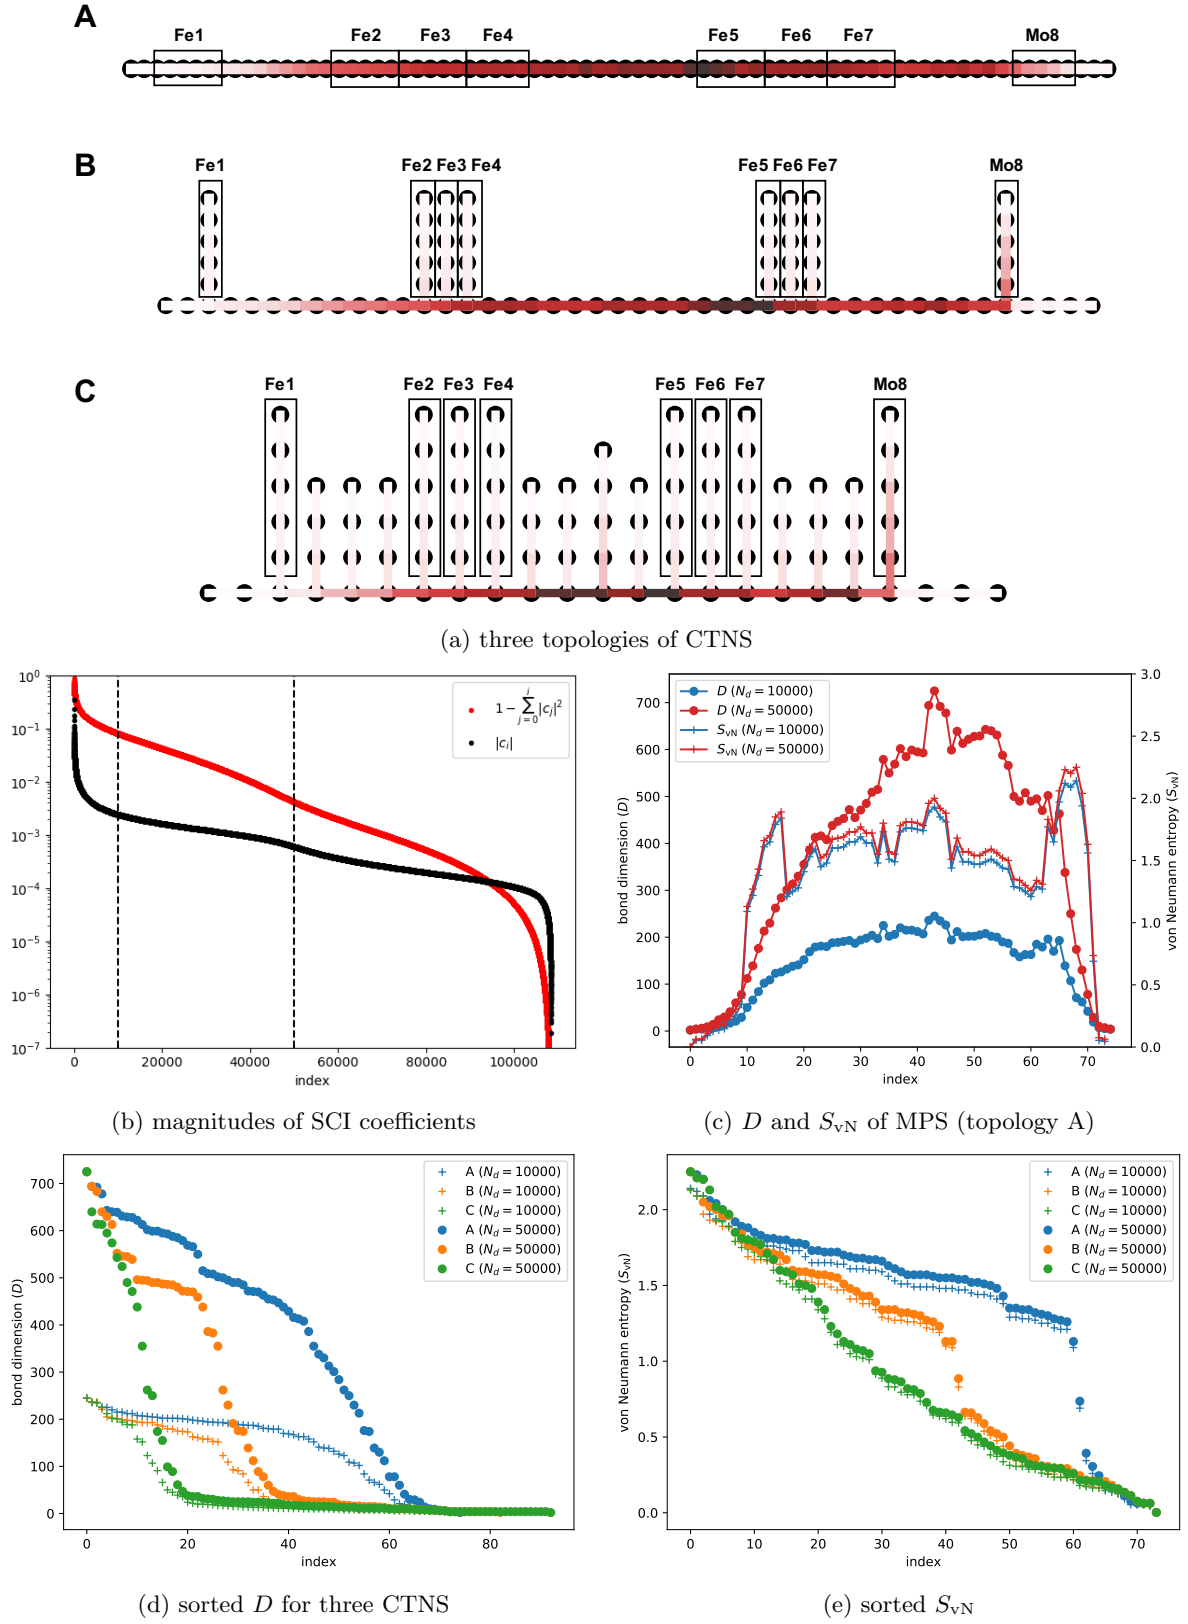 A
Fe1 Fe2 Fe3 Fe4 Fe5 Fe6 Fe7 Mo8
B
Fe1 Fe2 Fe3 Fe4 Fe5 Fe6 Fe7 Mo8
C
Fe1 Fe2 Fe3 Fe4 Fe5 Fe6 Fe7 Mo8
(a) three topologies of CTNS
10^0
10^-1
10^-2
10^-3
10^-4
10^-5
10^-6
10^-7
1 − ∑_{j=0}^{i} |c_j|^2
|c_i|
0 20000 40000 60000 80000 100000
index
(b) magnitudes of SCI coefficients
bond dimension (D)
700
600
500
400
300
200
100
0
D (N_d = 10000)
D (N_d = 50000)
S_vN (N_d = 10000)
S_vN (N_d = 50000)
3.0
2.5
2.0
1.5
1.0
0.5
0.0
von Neumann entropy (S_vN)
0 10 20 30 40 50 60 70
index
(c) D and S_vN of MPS (topology A)
bond dimension (D)
700
600
500
400
300
200
100
0
A (N_d = 10000)
B (N_d = 10000)
C (N_d = 10000)
A (N_d = 50000)
B (N_d = 50000)
C (N_d = 50000)
0 20 40 60 80
index
(d) sorted D for three CTNS
von Neumann entropy (S_vN)
2.0
1.5
1.0
0.5
0.0
A (N_d = 10000)
B (N_d = 10000)
C (N_d = 10000)
A (N_d = 50000)
B (N_d = 50000)
C (N_d = 50000)
0 10 20 30 40 50 60 70
index
(e) sorted S_vN